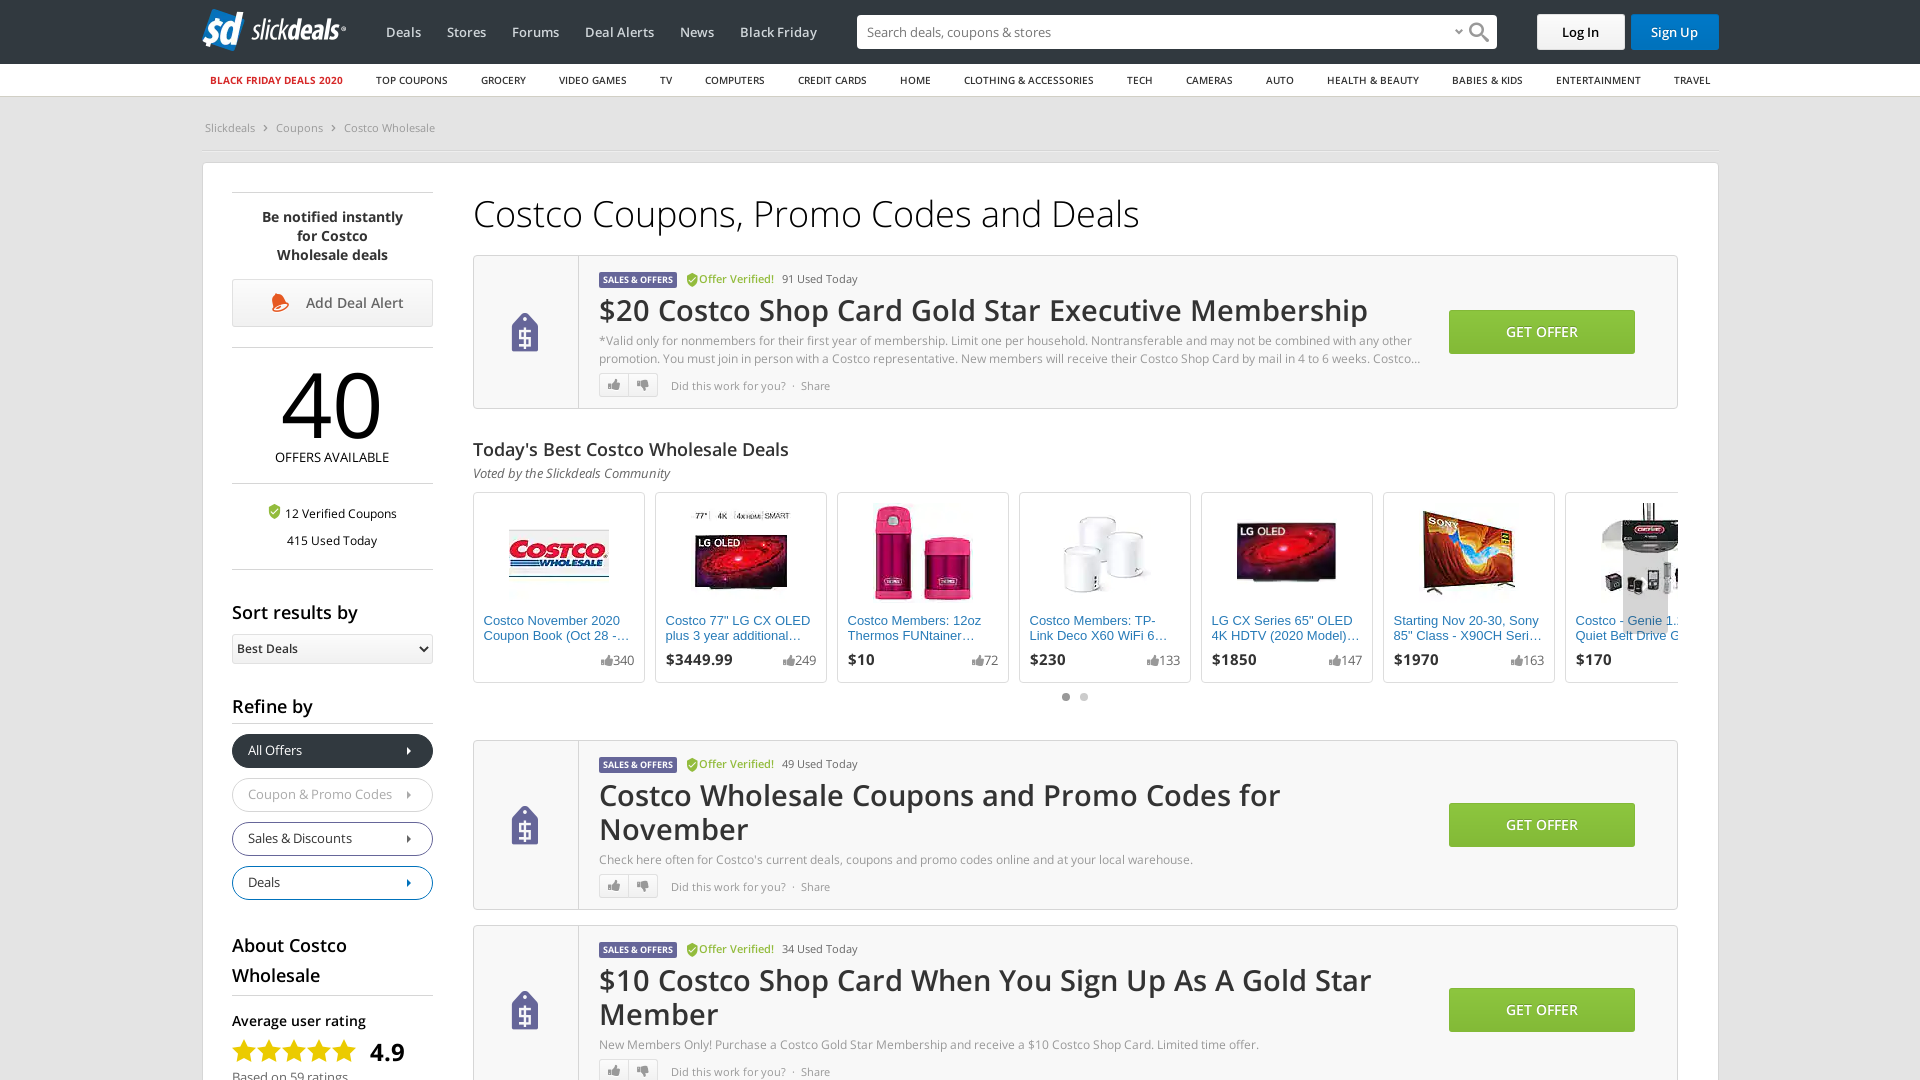 slickdeals
Deals
Stores
Forums
Deal Alerts
News
Black Friday
Search deals, coupons & stores
Log In
Sign Up
BLACK FRIDAY DEALS 2020
TOP COUPONS
GROCERY
VIDEO GAMES
TV
COMPUTERS
CREDIT CARDS
HOME
CLOTHING & ACCESSORIES
TECH
CAMERAS
AUTO
HEALTH & BEAUTY
BABIES & KIDS
ENTERTAINMENT
TRAVEL
Slickdeals > Coupons > Costco Wholesale
Be notified instantly
for Costco
Wholesale deals
Add Deal Alert
40
OFFERS AVAILABLE
12 Verified Coupons
415 Used Today
Sort results by
Best Deals
Refine by
All Offers
Coupon & Promo Codes
Sales & Discounts
Deals
About Costco
Wholesale
Average user rating
4.9
Based on 59 ratings
Costco Coupons, Promo Codes and Deals
SALES & OFFERS Offer Verified! 91 Used Today
$20 Costco Shop Card Gold Star Executive Membership
*Valid only for nonmembers for their first year of membership. Limit one per household. Nontransferable and may not be combined with any other
promotion. You must join in person with a Costco representative. New members will receive their Costco Shop Card by mail in 4 to 6 weeks. Costco...
Did this work for you? · Share
GET OFFER
Today's Best Costco Wholesale Deals
Voted by the Slickdeals Community
COSTCO
WHOLESALE
Costco November 2020
Coupon Book (Oct 28 -...
340
77" 4K 4xHDMI SMART
LG OLED
Costco 77" LG CX OLED
plus 3 year additional...
$3449.99 249
Costco Members: 12oz
Thermos FUNtainer...
$10 72
Costco Members: TP-
Link Deco X60 WiFi 6...
$230 133
LG OLED
LG CX Series 65" OLED
4K HDTV (2020 Model)...
$1850 147
SONY
Starting Nov 20-30, Sony
85" Class - X90CH Seri...
$1970 163
GENIE
Costco - Genie 1.
Quiet Belt Drive G
$170
SALES & OFFERS Offer Verified! 49 Used Today
Costco Wholesale Coupons and Promo Codes for
November
Check here often for Costco's current deals, coupons and promo codes online and at your local warehouse.
Did this work for you? · Share
GET OFFER
SALES & OFFERS Offer Verified! 34 Used Today
$10 Costco Shop Card When You Sign Up As A Gold Star
Member
New Members Only! Purchase a Costco Gold Star Membership and receive a $10 Costco Shop Card. Limited time offer.
Did this work for you? · Share
GET OFFER